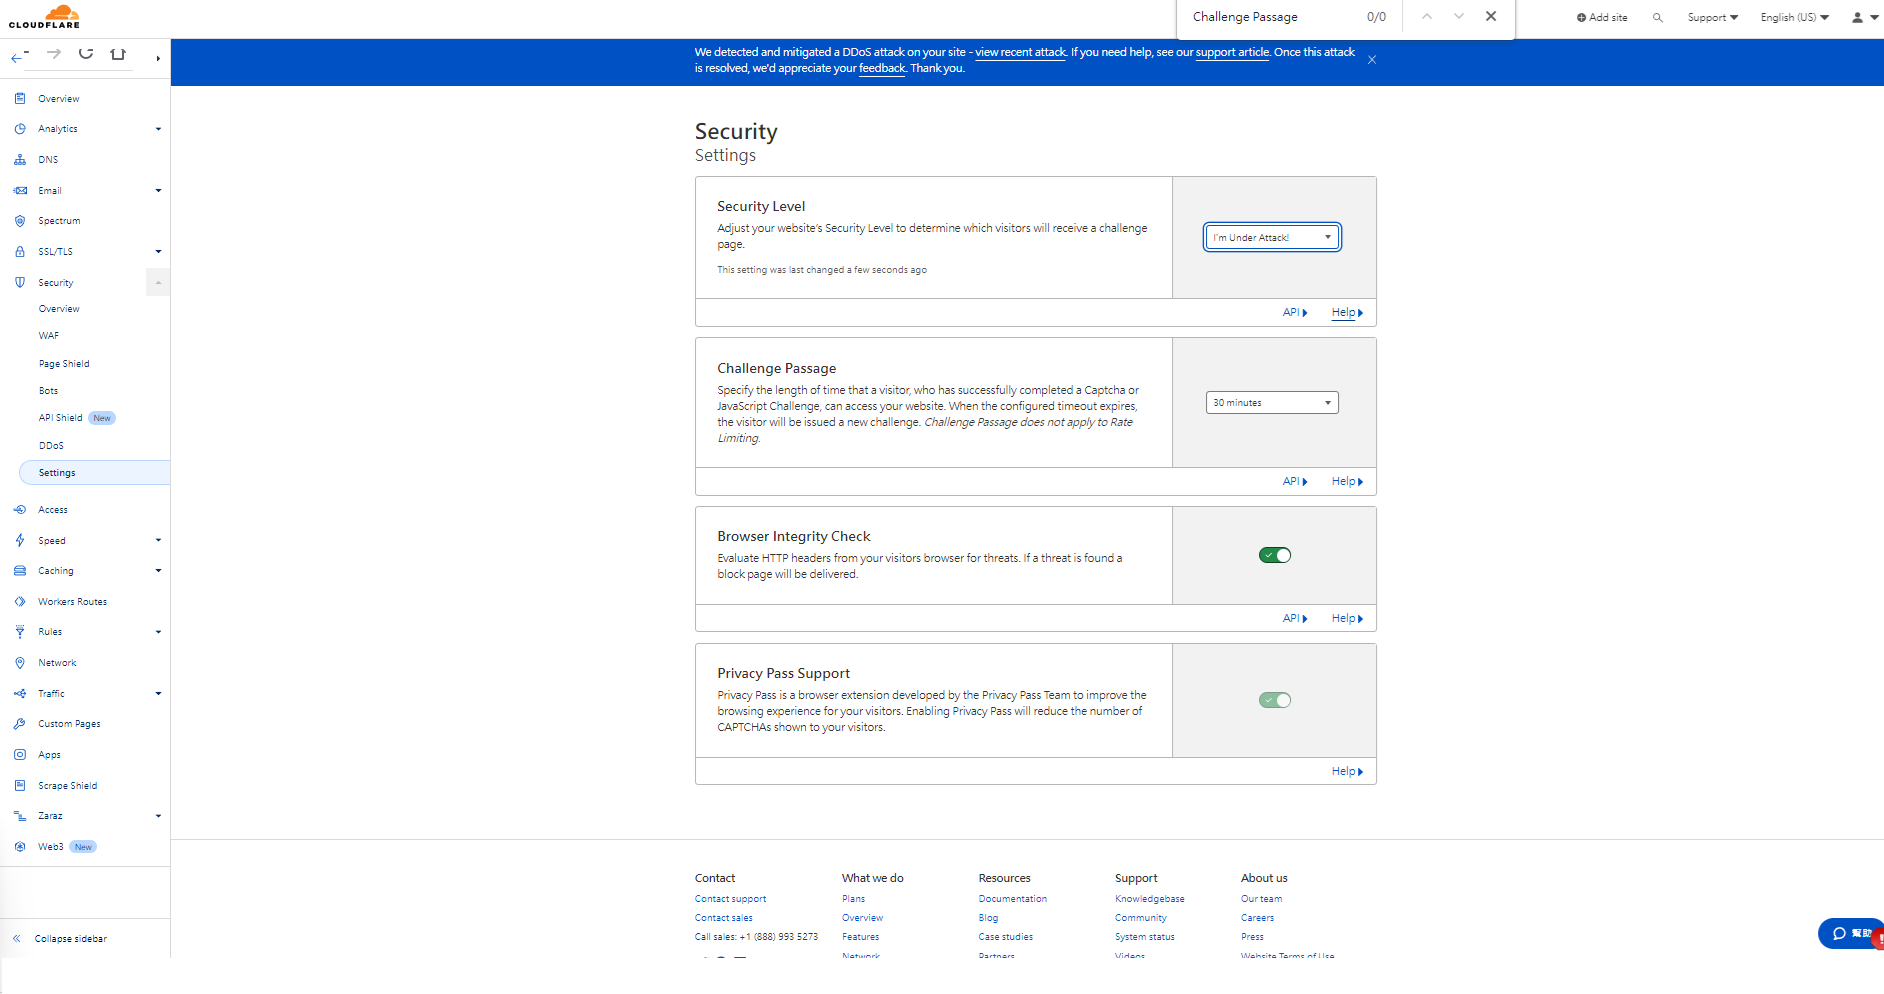 CLOUDFLARE
Challenge Passage 0/0
Add site
Support
English (US)
We detected and mitigated a DDoS attack on your site - view recent attack. If you need help, see our support article. Once this attack
is resolved, we'd appreciate your feedback. Thank you.
Overview
Analytics
DNS
Email
Spectrum
SSL/TLS
Security
Overview
WAF
Page Shield
Bots
API Shield New
DDoS
Settings
Access
Speed
Caching
Workers Routes
Rules
Network
Traffic
Custom Pages
Apps
Scrape Shield
Zaraz
Web3 New
Collapse sidebar
Security
Settings
Security Level
Adjust your website's Security Level to determine which visitors will receive a challenge
page.
This setting was last changed a few seconds ago
I'm Under Attack!
API Help
Challenge Passage
Specify the length of time that a visitor, who has successfully completed a Captcha or
JavaScript Challenge, can access your website. When the configured timeout expires,
the visitor will be issued a new challenge. Challenge Passage does not apply to Rate
Limiting.
30 minutes
API Help
Browser Integrity Check
Evaluate HTTP headers from your visitors browser for threats. If a threat is found a
block page will be delivered.
API Help
Privacy Pass Support
Privacy Pass is a browser extension developed by the Privacy Pass Team to improve the
browsing experience for your visitors. Enabling Privacy Pass will reduce the number of
CAPTCHAs shown to your visitors.
Help
Contact
Contact support
Contact sales
Call sales: +1 (888) 993 5273
What we do
Plans
Overview
Features
Network
Resources
Documentation
Blog
Case studies
Partners
Support
Knowledgebase
Community
System status
Videos
About us
Our team
Careers
Press
Website Terms of Use
幫助